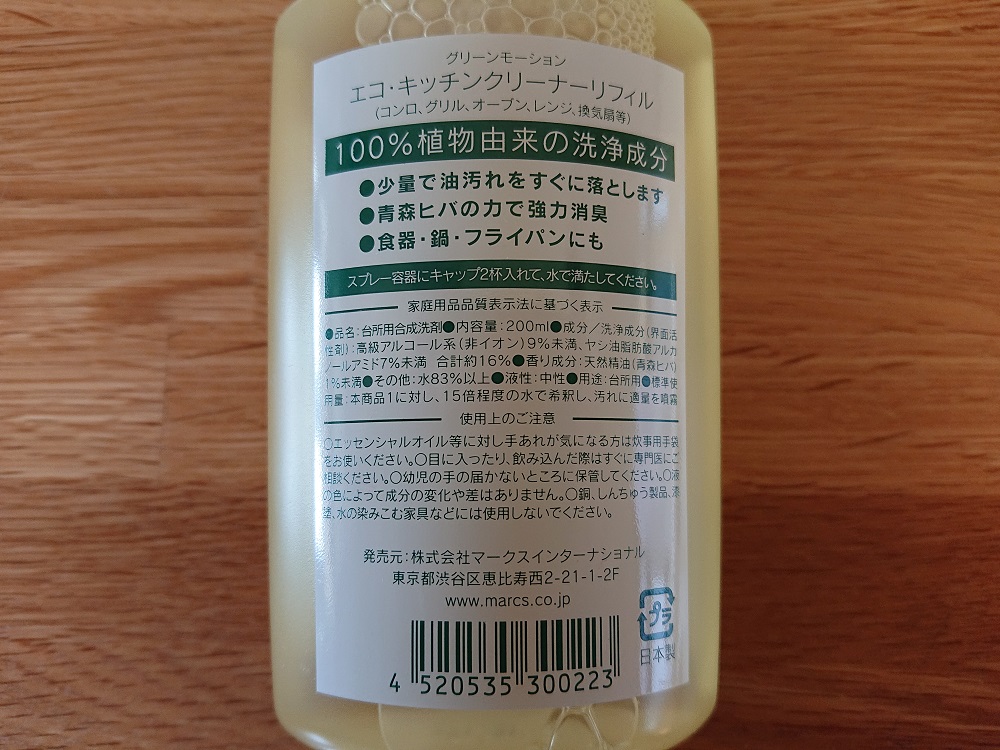 グリーンモーション
エコ・キッチンクリーナーリフィル
(コンロ、グリル、オーブン、レンジ、換気扇等)
100%植物由来の洗浄成分
●少量で油汚れをすぐに落とします
●青森ヒバの力で強力消臭
●食器・鍋・フライパンにも
スプレー容器にキャップ2杯入れて、水で満たしてください。
家庭用品品質表示法に基づく表示
●品名:台所用合成洗剤●内容量:200ml●成分/洗浄成分(界面活
性剤):高級アルコール系(非イオン)9%未満、ヤシ油脂肪酸アルカ
ノールアミド7%未満 合計約16%●香り成分:天然精油(青森ヒバ)
1%未満●その他:水83%以上●液性:中性●用途:台所用●標準使
用量:本商品1に対し、15倍程度の水で希釈し、汚れに適量を噴霧
使用上のご注意
○エッセンシャルオイル等に対し手あれが気になる方は炊事用手袋
をお使いください。○目に入ったり、飲み込んだ際はすぐに専門医にご
相談ください。○幼児の手の届かないところに保管してください。○液
の色によって成分の変化や差はありません。○銅、しんちゅう製品、漆
塗、水の染みこむ家具などには使用しないでください。
発売元:株式会社マークスインターナショナル
東京都渋谷区恵比寿西2-21-1-2F
www.marcs.co.jp
プラ
日本製
4 520535 300223